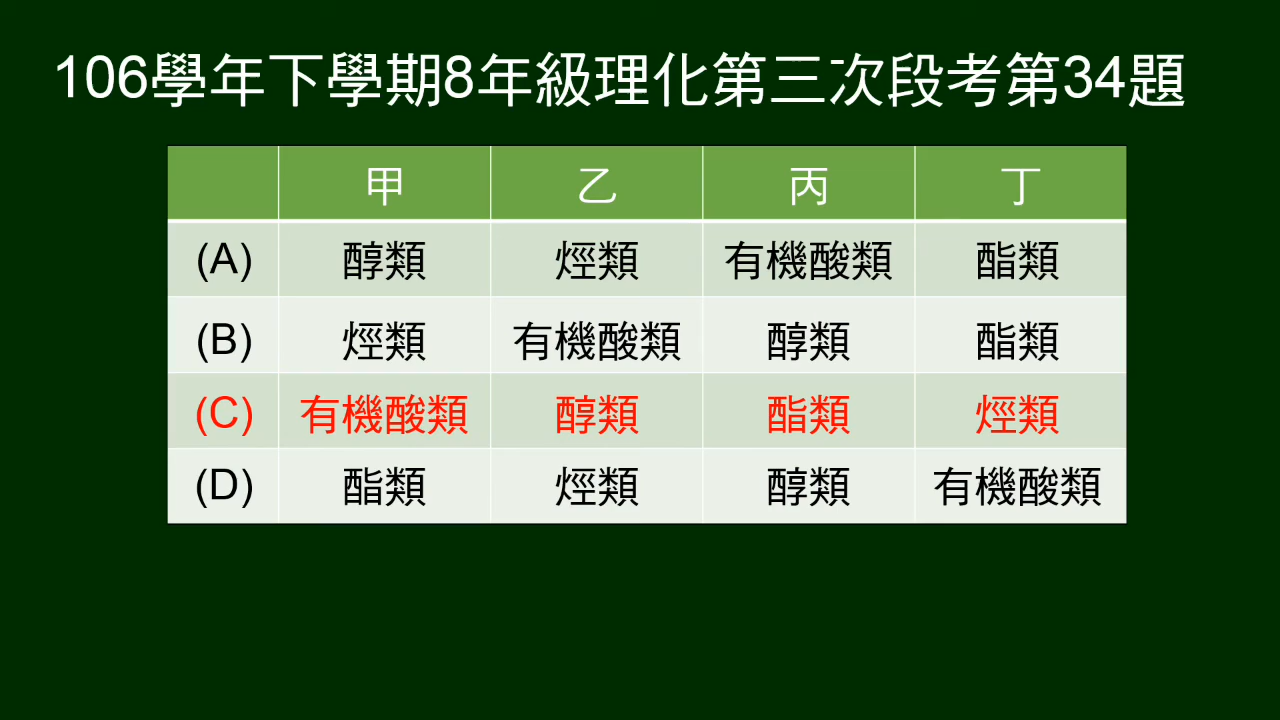 106學年下學期8年級理化第三次段考第34題
甲 乙 丙 丁
(A) 醇類 烴類 有機酸類 酯類
(B) 烴類 有機酸類 醇類 酯類
(C) 有機酸類 醇類 酯類 烴類
(D) 酯類 烴類 醇類 有機酸類